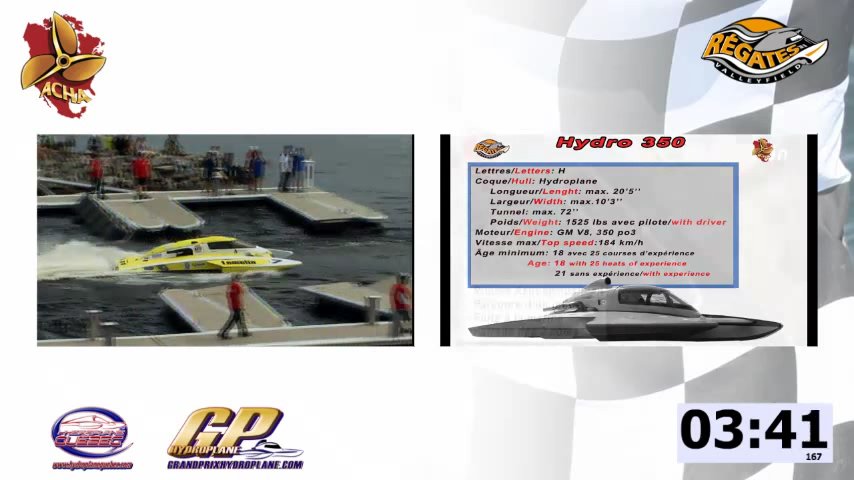 ACHA
RÉGATES
VALLEYFIELD
Hydro 350
Lettres/Letters: H
Coque/Hull: Hydroplane
Longueur/Lenght: max. 20'5''
Largeur/Width: max.10'3''
Tunnel: max. 72"
Poids/Weight: 1525 lbs avec pilote/with driver
Moteur/Engine: GM V8, 350 po3
Vitesse max/Top speed:184 km/h
Âge minimum: 18 avec 25 courses d'expérience
Age: 18 with 25 heats of experience
21 sans expérience/with experience
QUEBEC
GP
HYDROPLANE
GRANDPRIXHYDROPLANE.COM
03:41
167